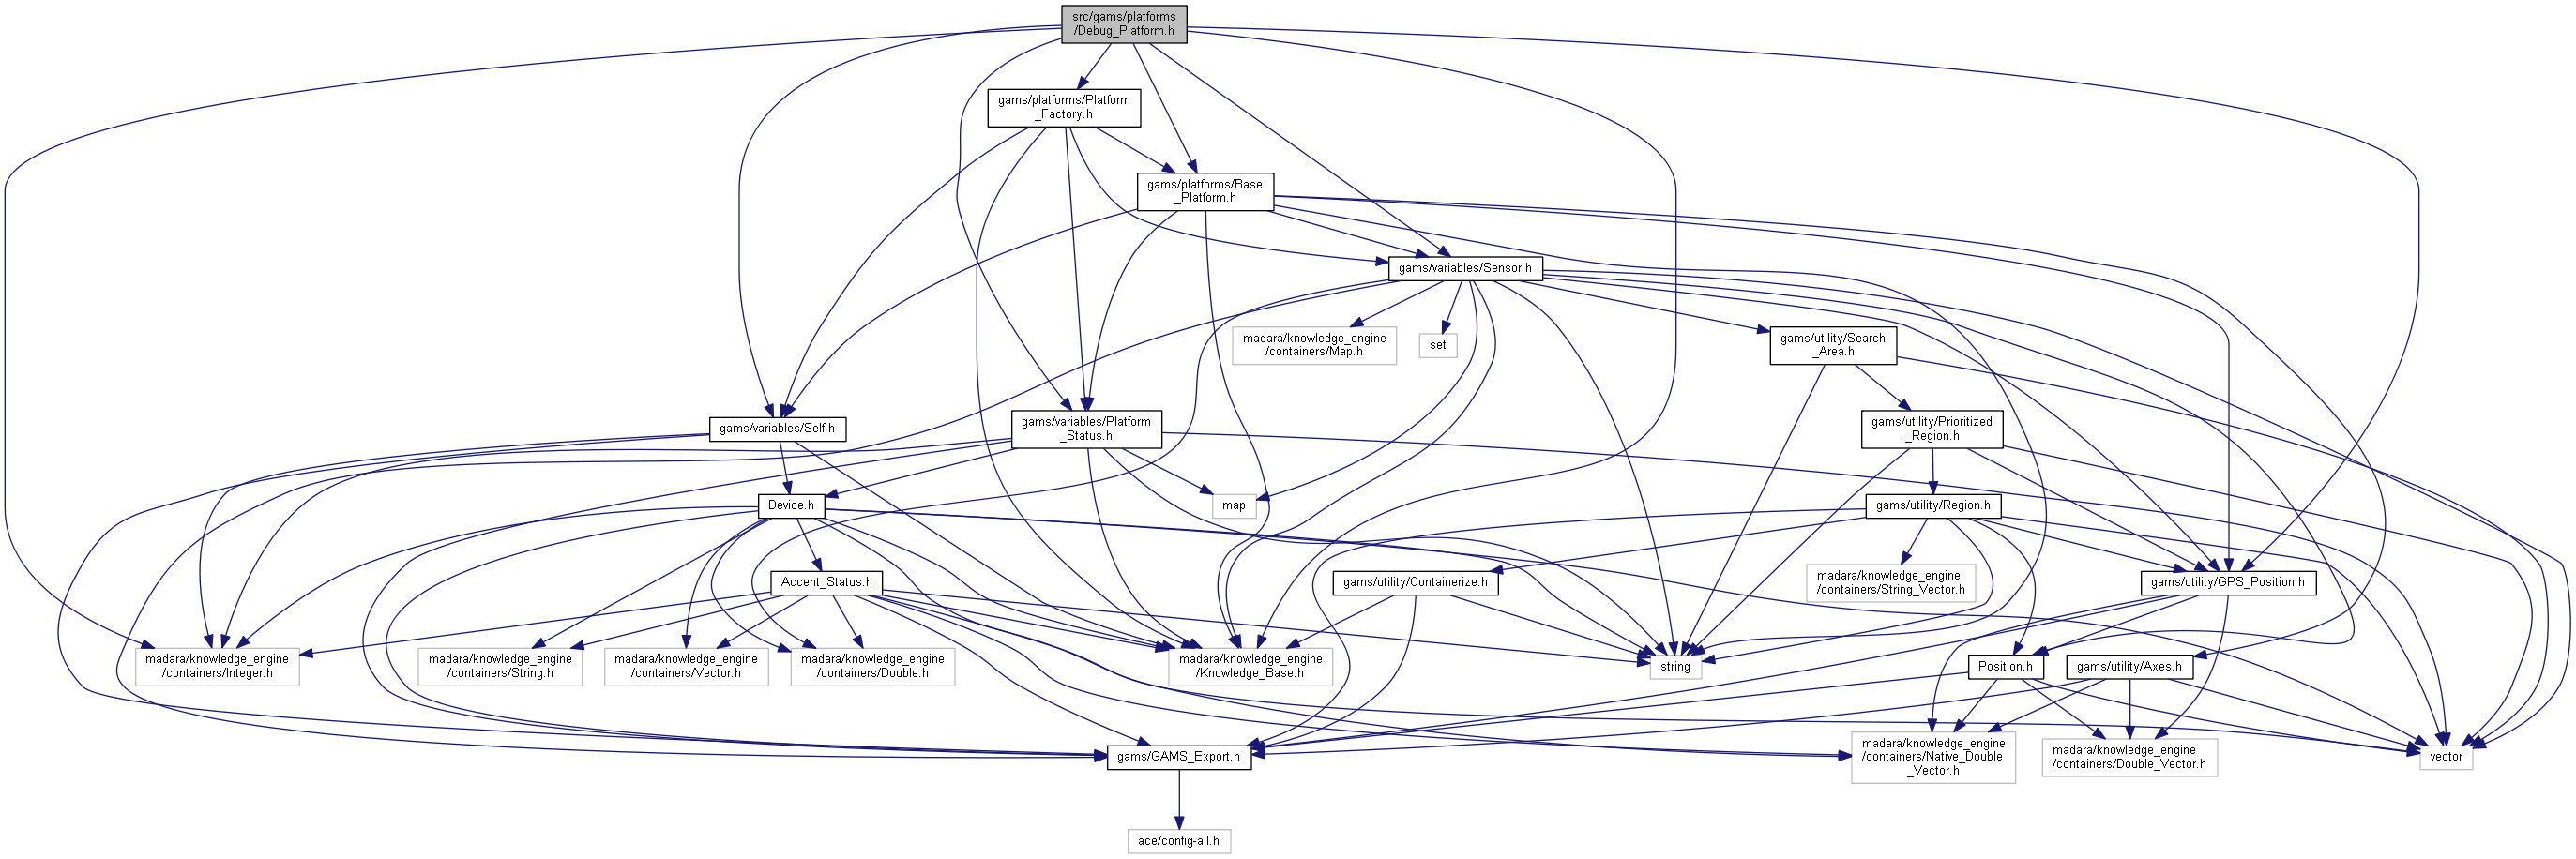 src/gams/platforms
/Debug_Platform.h
gams/platforms/Platform
_Factory.h
gams/platforms/Base
_Platform.h
gams/variables/Sensor.h
madara/knowledge_engine
/containers/Map.h
set
gams/utility/Search
_Area.h
gams/variables/Self.h
gams/variables/Platform
_Status.h
gams/utility/Prioritized
_Region.h
Device.h
map
gams/utility/Region.h
Accent_Status.h
gams/utility/Containerize.h
madara/knowledge_engine
/containers/String_Vector.h
gams/utility/GPS_Position.h
madara/knowledge_engine
/containers/Integer.h
madara/knowledge_engine
/containers/String.h
madara/knowledge_engine
/containers/Vector.h
madara/knowledge_engine
/containers/Double.h
madara/knowledge_engine
/Knowledge_Base.h
string
Position.h
gams/utility/Axes.h
gams/GAMS_Export.h
madara/knowledge_engine
/containers/Native_Double
_Vector.h
madara/knowledge_engine
/containers/Double_Vector.h
vector
ace/config-all.h